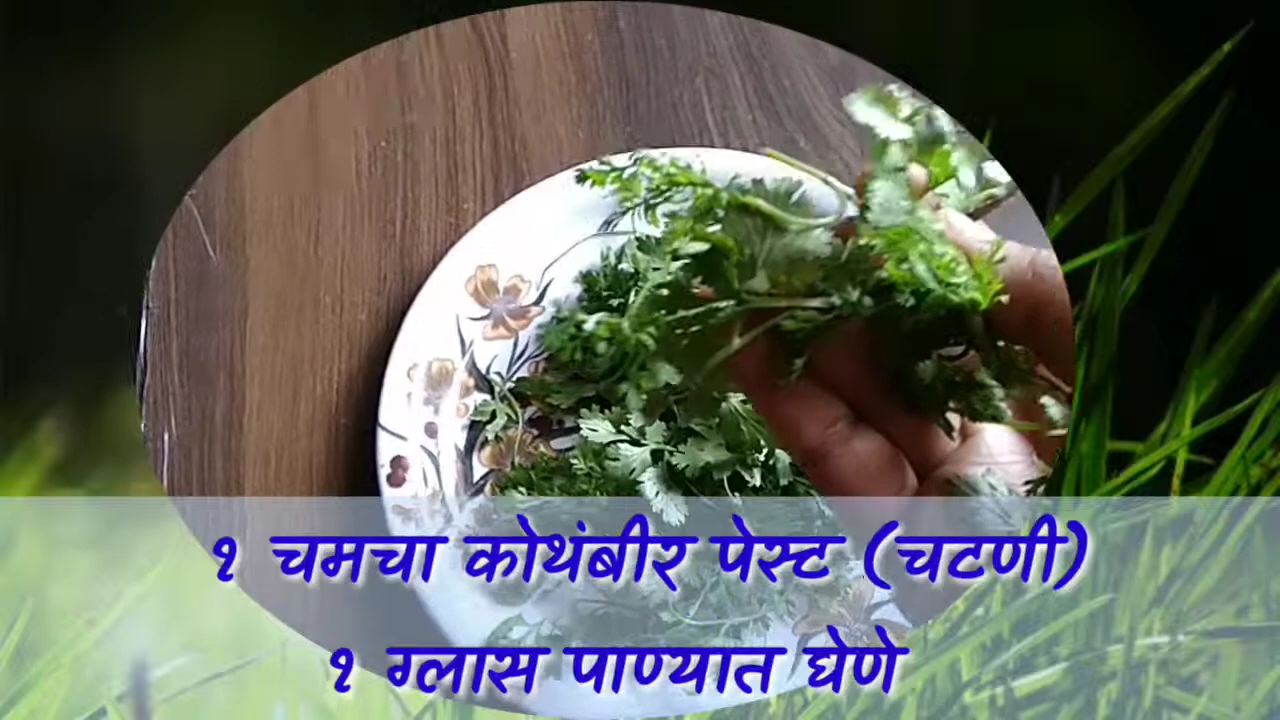 १ चमचा कोथंबीर पेस्ट (चटणी)
१ ग्लास पाण्यात घेणे